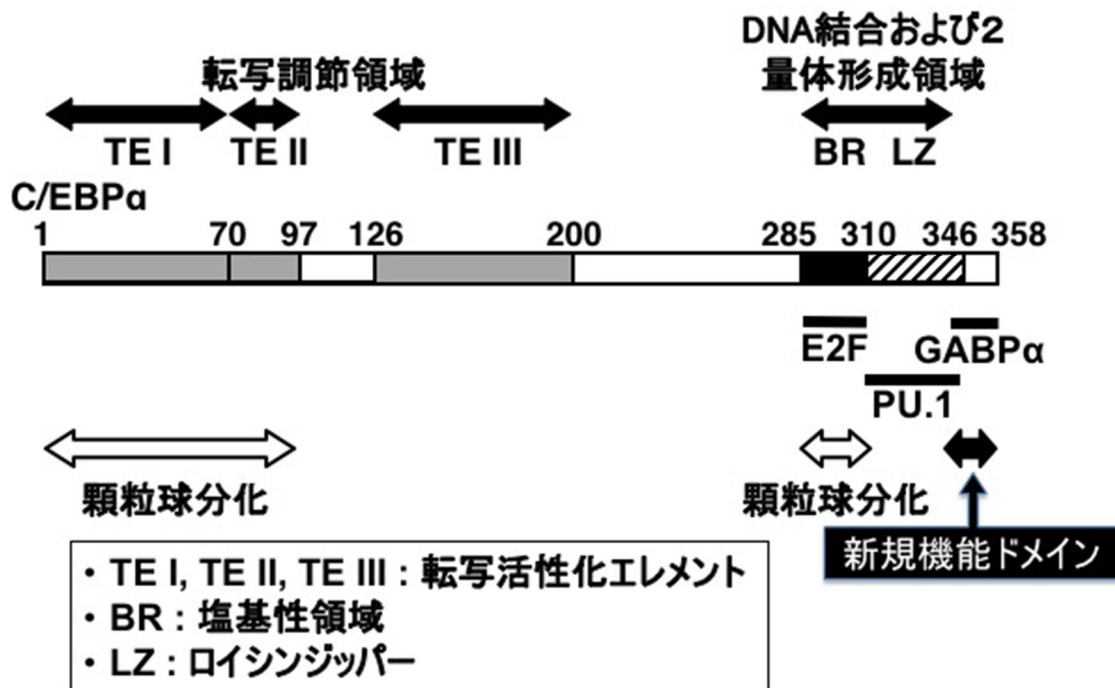 DNA結合および2
転写調節領域 量体形成領域
TE I TE II TE III BR LZ
C/EBPα
1 70 97 126 200 285 310 346 358
E2F GABPα
PU.1
顆粒球分化 顆粒球分化
新規機能ドメイン
・ TE I, TE II, TE III : 転写活性化エレメント
・ BR : 塩基性領域
・ LZ : ロイシンジッパー